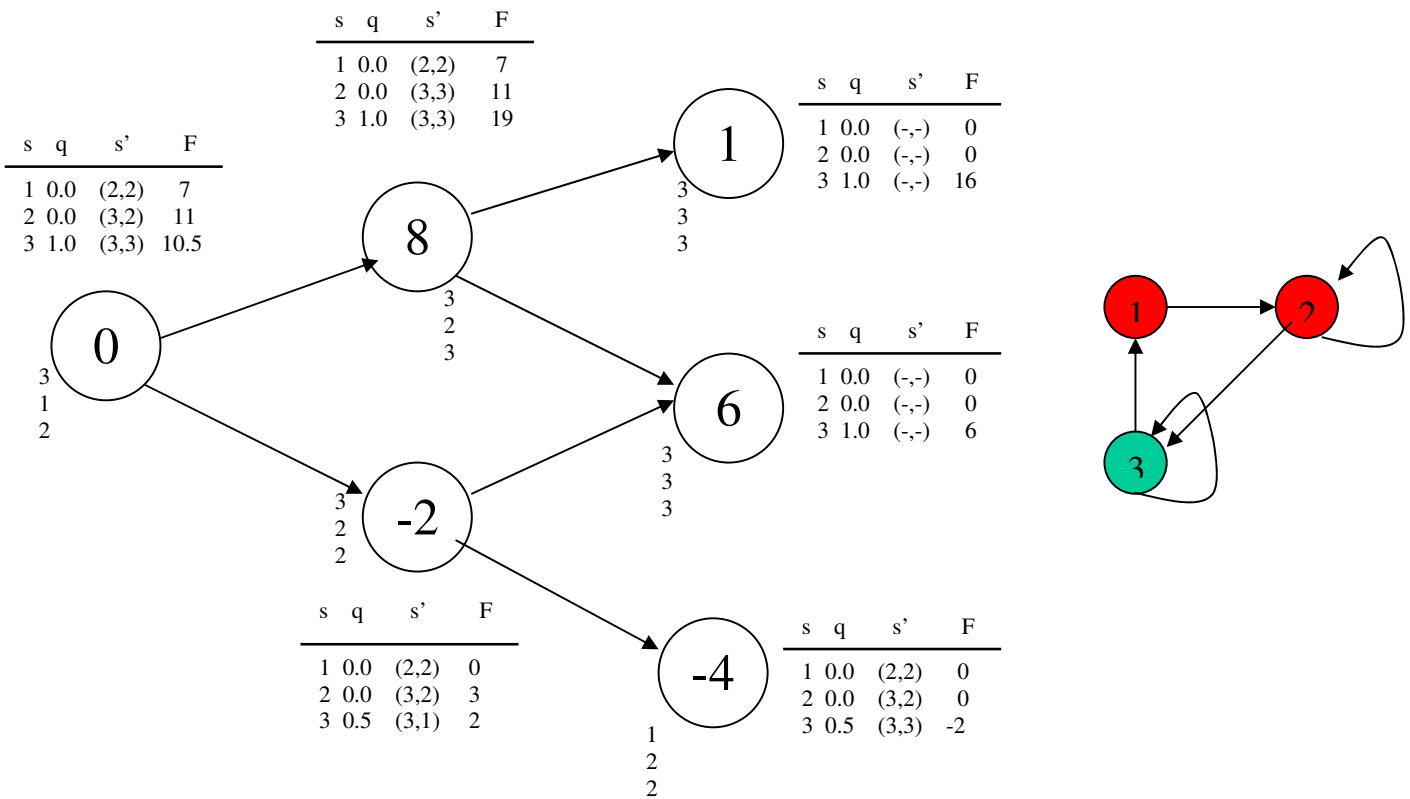 s q s’ F
1 0.0 (2,2) 7
2 0.0 (3,3) 11
3 1.0 (3,3) 19
s q s’ F
1 0.0 (-,-) 0
2 0.0 (-,-) 0
3 1.0 (-,-) 16
1
3
3
3
s q s’ F
1 0.0 (2,2) 7
2 0.0 (3,2) 11
3 1.0 (3,3) 10.5
8
3
2
3
0
3
1
2
s q s’ F
1 0.0 (-,-) 0
2 0.0 (-,-) 0
3 1.0 (-,-) 6
6
3
3
3
1
2
3
-2
3
2
2
s q s’ F
1 0.0 (2,2) 0
2 0.0 (3,2) 3
3 0.5 (3,1) 2
-4
1
2
2
s q s’ F
1 0.0 (2,2) 0
2 0.0 (3,2) 0
3 0.5 (3,3) -2